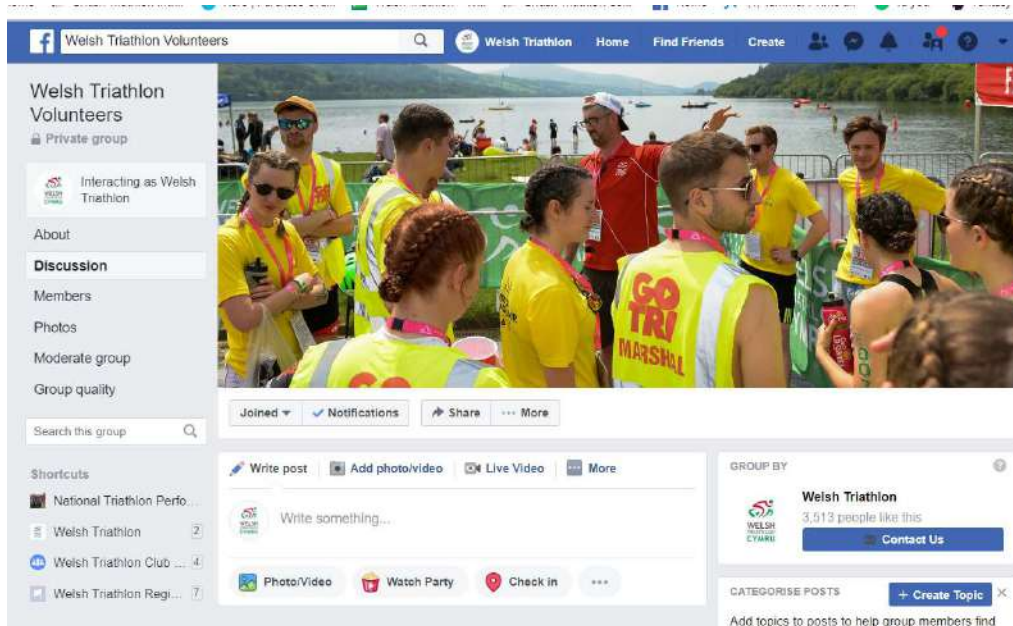 Welsh Triathlon Volunteers
Welsh Triathlon
Home
Find Friends
Create
Welsh Triathlon
Volunteers
Private group
Interacting as Welsh
Triathlon
About
Discussion
Members
Photos
Moderate group
Group quality
Search this group
Shortcuts
National Triathlon Perfo...
Welsh Triathlon 2
Welsh Triathlon Club ... 4
Welsh Triathlon Regi... 7
GO
TRI
MARSHAL
Joined
Notifications
Share
More
Write post
Add photo/video
Live Video
More
Write something...
Photo/Video
Watch Party
Check in
GROUP BY
WELSH
CYMRU
Welsh Triathlon
3,513 people like this
Contact Us
CATEGORISE POSTS
+ Create Topic
Add topics to posts to help group members find